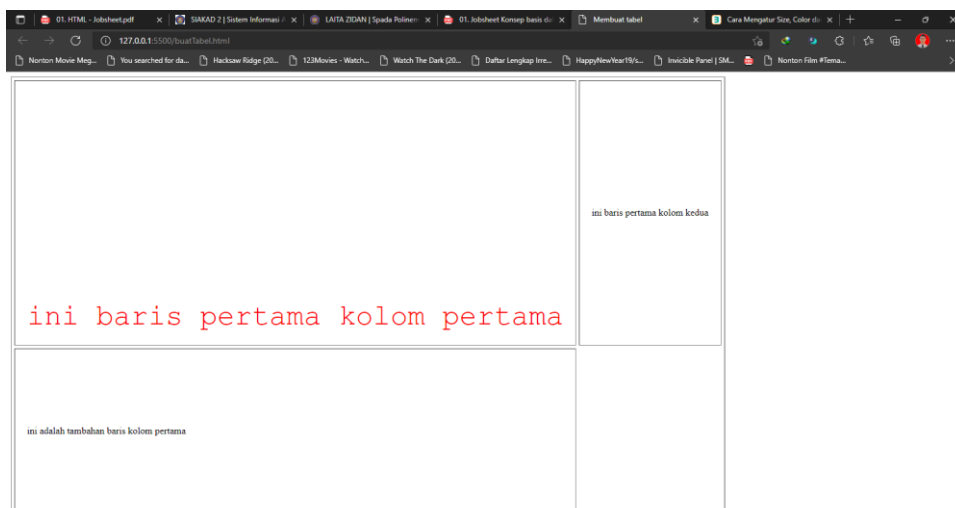 01. HTML - Jobsheet.pdf
SIAKAD 2 | Sistem Informasi
LAITA ZIDAN | Spada Polinem
01. Jobsheet Konsep basis
Membuat tabel
Cara Mengatur Size, Color
127.0.0.1:5500/buatTabel.html
Nonton Movie Meg...
You searched for da...
Hacksaw Ridge (20...
123Movies - Watch...
Watch The Dark (20...
Daftar Lengkap Irre...
HappyNewYear19/s...
Invicible Panel | SM...
Nonton Film #Tema...
ini baris pertama kolom kedua
ini baris pertama kolom pertama
ini adalah tambahan baris kolom pertama